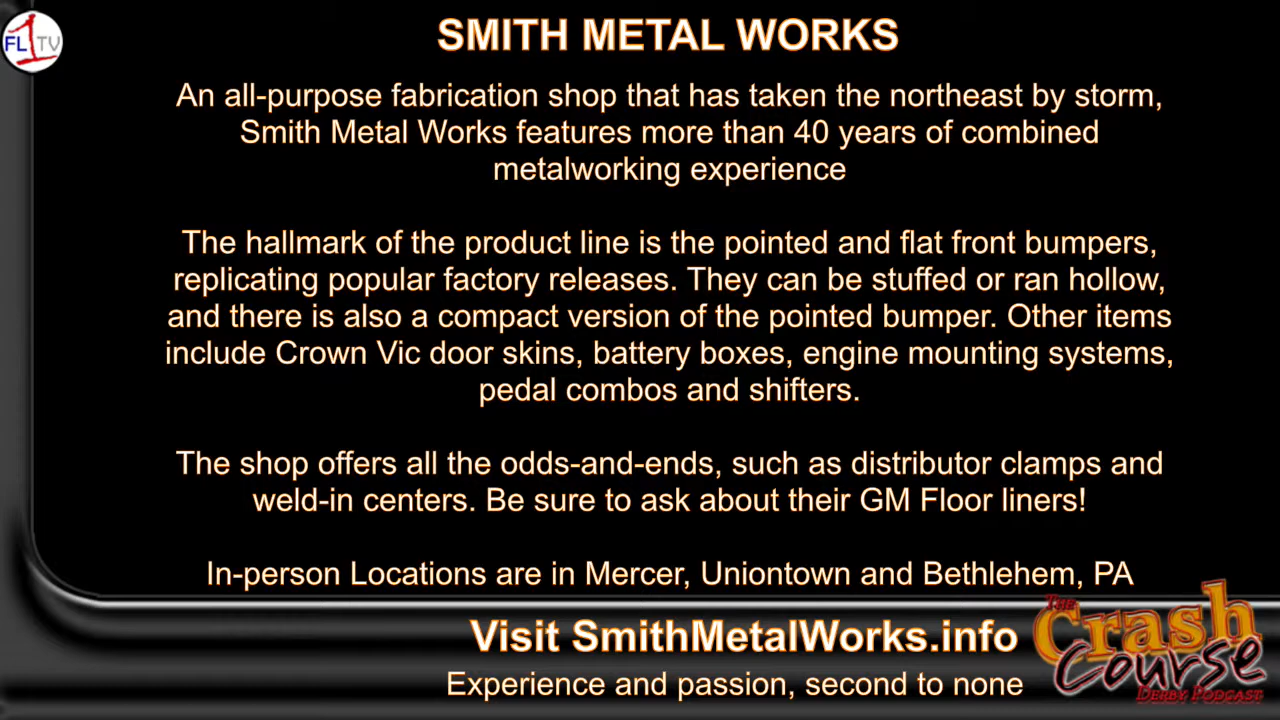 FL1TV
SMITH METAL WORKS
An all-purpose fabrication shop that has taken the northeast by storm,
Smith Metal Works features more than 40 years of combined
metalworking experience
The hallmark of the product line is the pointed and flat front bumpers,
replicating popular factory releases. They can be stuffed or ran hollow,
and there is also a compact version of the pointed bumper. Other items
include Crown Vic door skins, battery boxes, engine mounting systems,
pedal combos and shifters.
The shop offers all the odds-and-ends, such as distributor clamps and
weld-in centers. Be sure to ask about their GM Floor liners!
In-person Locations are in Mercer, Uniontown and Bethlehem, PA
Visit SmithMetalWorks.info
Experience and passion, second to none
The
Crash
Course
Derby Podcast